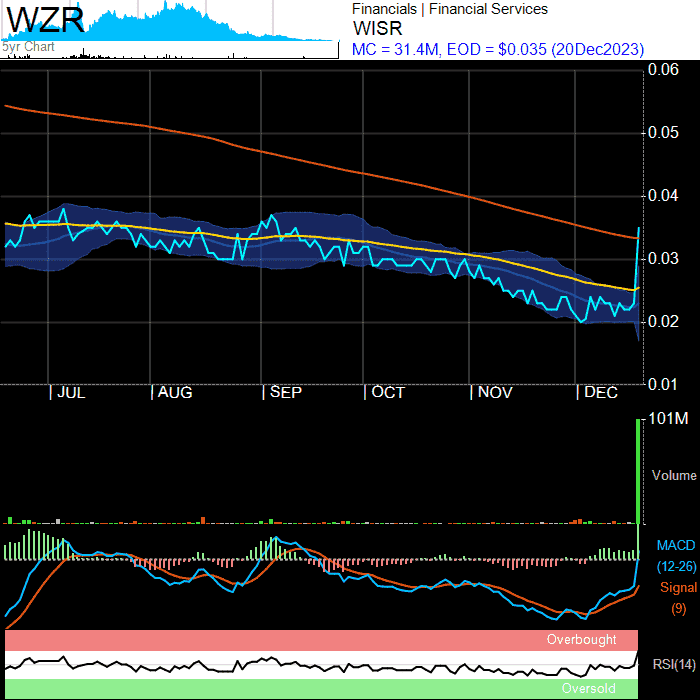 WZR
5yr Chart
Financials | Financial Services
WISR
MC = 31.4M, EOD = $0.035 (20Dec2023)
0.06
0.05
0.04
0.03
0.02
0.01
| JUL | AUG | SEP | OCT | NOV | DEC
101M
Volume
MACD
(12-26)
Signal
(9)
Overbought
RSI(14)
Oversold